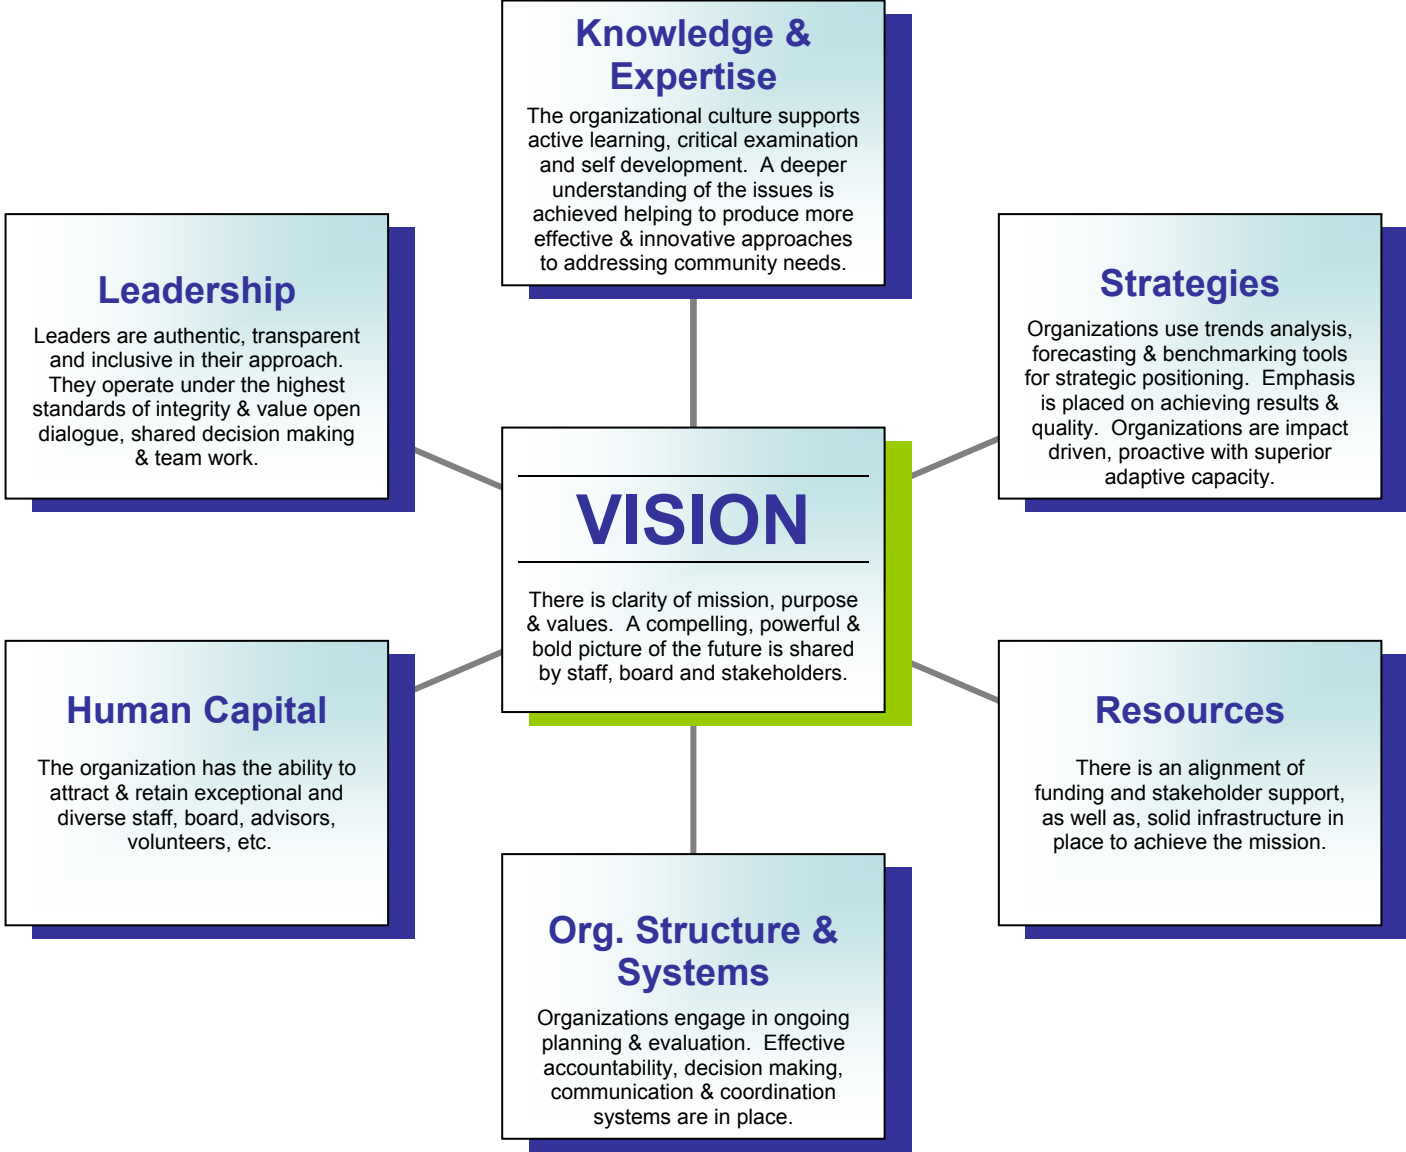 Knowledge &
Expertise
The organizational culture supports
active learning, critical examination
and self development.  A deeper
understanding of the issues is
achieved helping to produce more
effective & innovative approaches
to addressing community needs.
Leadership
Leaders are authentic, transparent
and inclusive in their approach.
They operate under the highest
standards of integrity & value open
dialogue, shared decision making
& team work.
Strategies
Organizations use trends analysis,
forecasting & benchmarking tools
for strategic positioning.  Emphasis
is placed on achieving results &
quality.  Organizations are impact
driven, proactive with superior
adaptive capacity.
VISION
There is clarity of mission, purpose
& values.  A compelling, powerful &
bold picture of the future is shared
by staff, board and stakeholders.
Human Capital
The organization has the ability to
attract & retain exceptional and
diverse staff, board, advisors,
volunteers, etc.
Resources
There is an alignment of
funding and stakeholder support,
as well as, solid infrastructure in
place to achieve the mission.
Org. Structure &
Systems
Organizations engage in ongoing
planning & evaluation.  Effective
accountability, decision making,
communication & coordination
systems are in place.